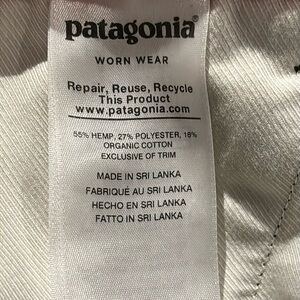 patagonia®
WORN WEAR
Repair, Reuse, Recycle
This Product
www.patagonia.com
55% HEMP, 27% POLYESTER, 18%
ORGANIC COTTON
EXCLUSIVE OF TRIM
MADE IN SRI LANKA
FABRIQUÉ AU SRI LANKA
HECHO EN SRI LANKA
FATTO IN SRI LANKA